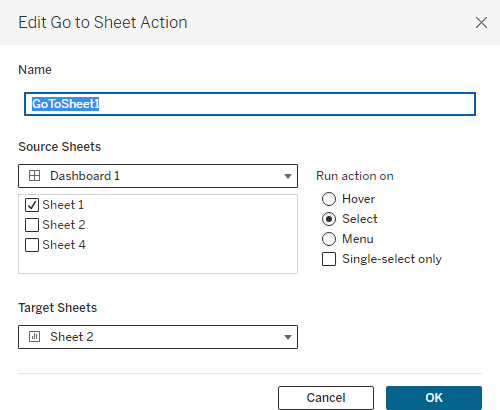 Edit Go to Sheet Action
Name
GoToSheet1
Source Sheets
Dashboard 1
Run action on
Sheet 1
Sheet 2
Sheet 4
Hover
Select
Menu
Single-select only
Target Sheets
Sheet 2
Cancel
OK